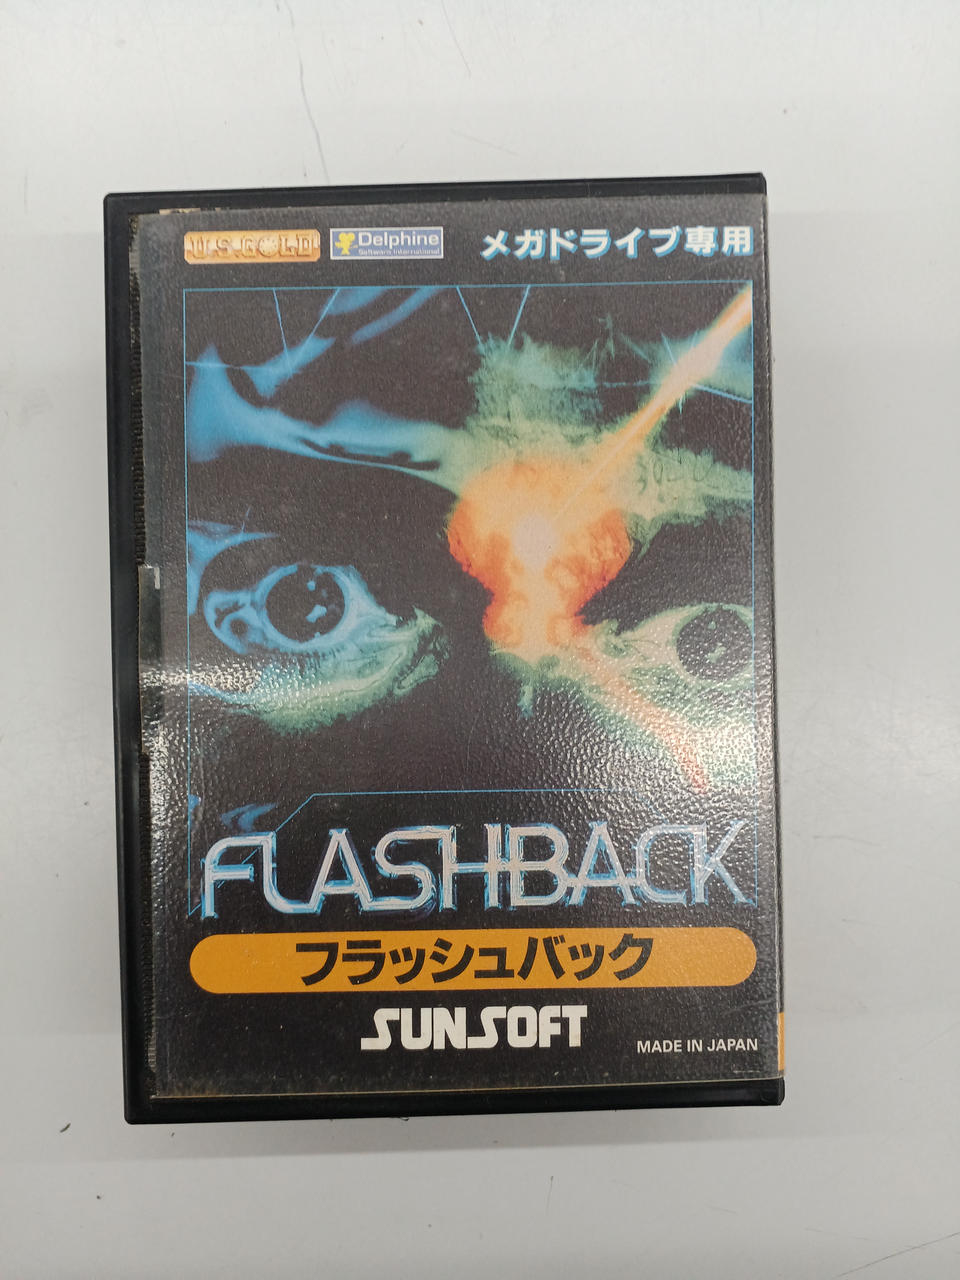 U.S.GOLD
Delphine
Software International
メガドライブ専用
FLASHBACK
フラッシュバック
SUNSOFT
MADE IN JAPAN